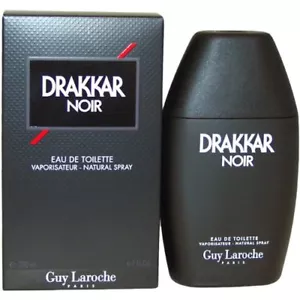 DRAKKAR
NOIR
EAU DE TOILETTE
VAPORISATEUR - NATURAL SPRAY
Guy Laroche
PARIS
DRAKKAR
NOIR
EAU DE TOILETTE
VAPORISATEUR - NATURAL SPRAY
Guy Laroche
PARIS